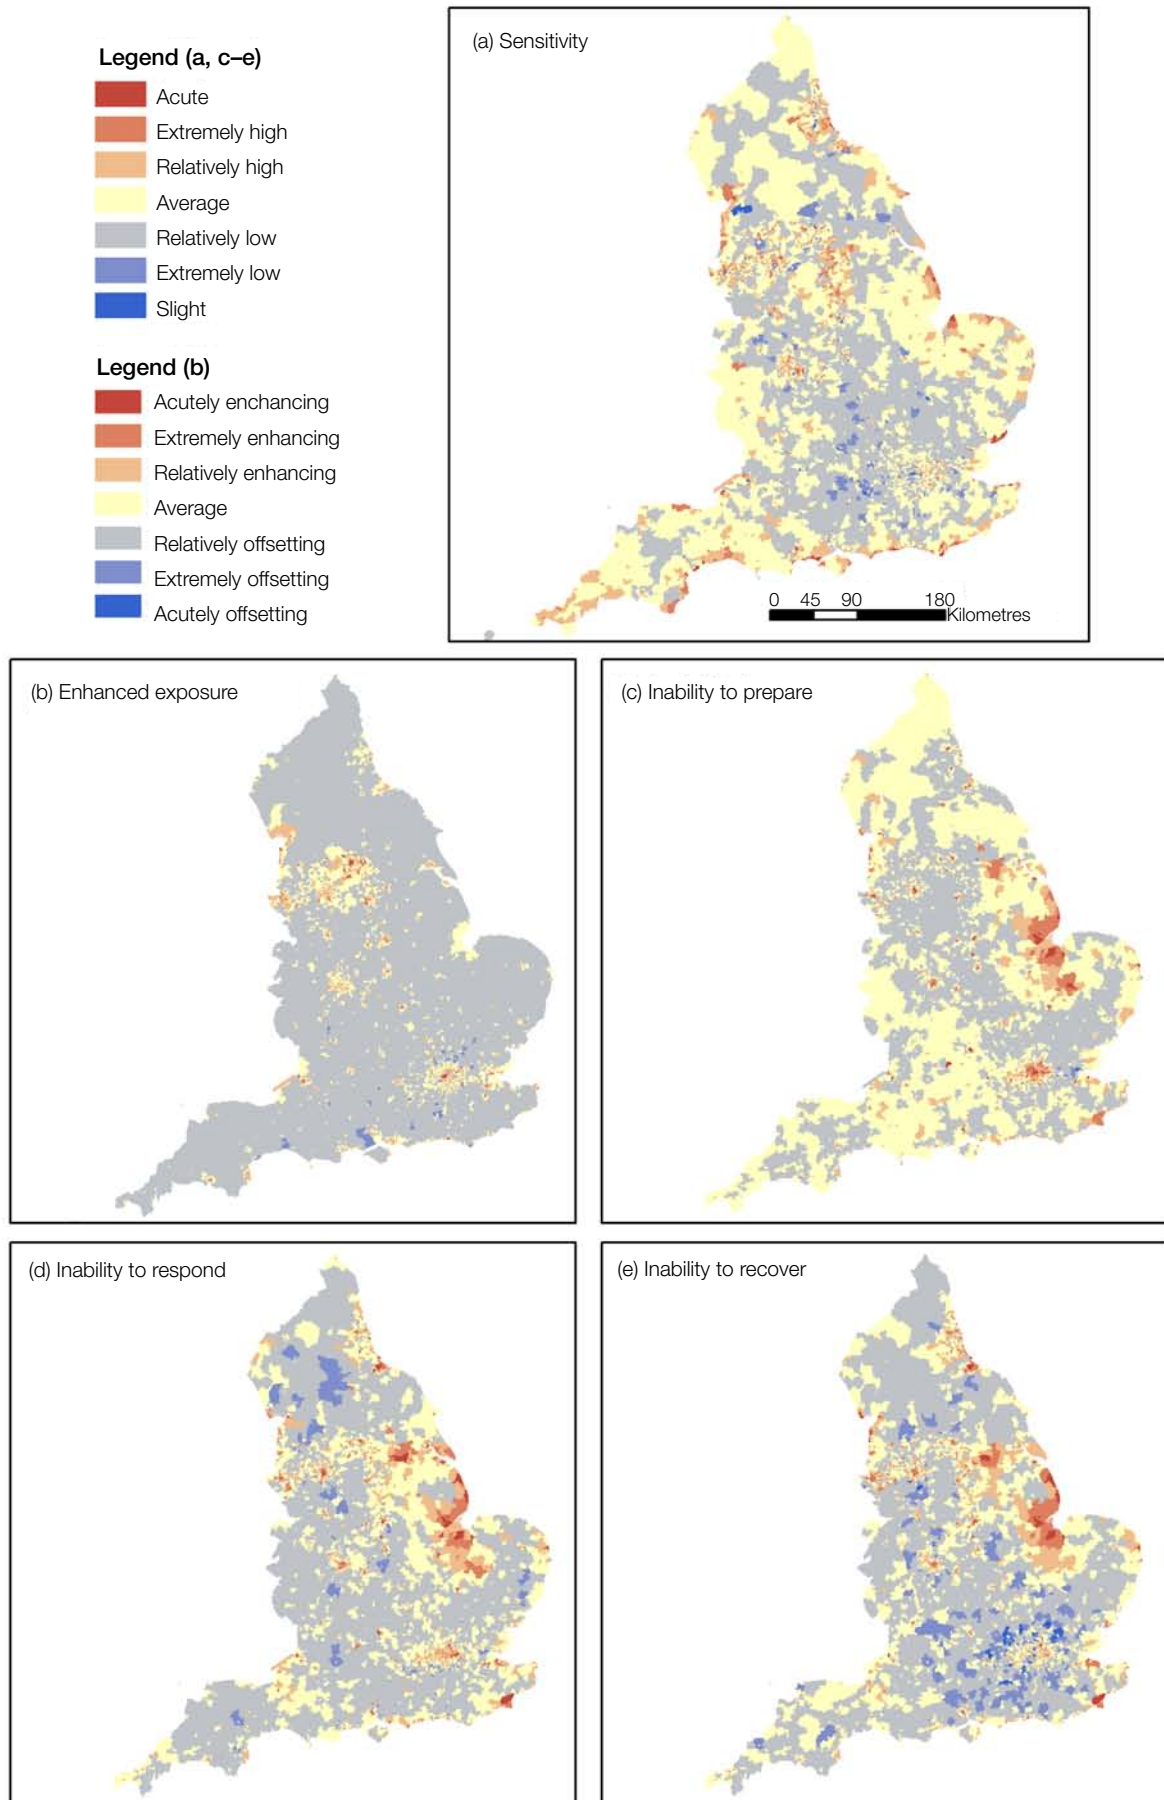 Legend (a, c–e)
Acute
Extremely high
Relatively high
Average
Relatively low
Extremely low
Slight
Legend (b)
Acutely enchancing
Extremely enhancing
Relatively enhancing
Average
Relatively offsetting
Extremely offsetting
Acutely offsetting
(a) Sensitivity
0 45 90 180
Kilometres
(b) Enhanced exposure
(c) Inability to prepare
(d) Inability to respond
(e) Inability to recover